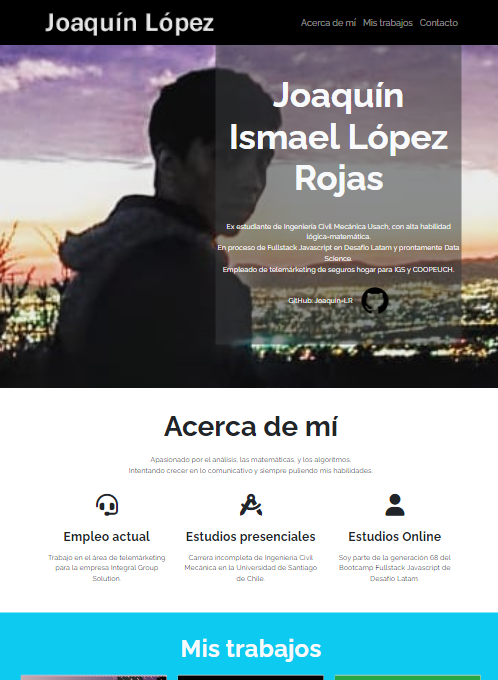 Joaquín López
Acerca de mí Mis trabajos Contacto
Joaquín
Ismael López
Rojas
Ex estudiante de Ingeniería Civil Mecánica Usach, con alta habilidad
lógica-matemática.
En proceso de Fullstack Javascript en Desafío Latam y prontamente Data
Science.
Empleado de telemárketing de seguros hogar para IGS y COOPEUCH.
GitHub: Joaquin-LR
Acerca de mí
Apasionado por el análisis, las matemáticas, y los algoritmos.
Intentando crecer en lo comunicativo y siempre puliendo mis habilidades.
Empleo actual
Trabajo en el área de telemárketing
para la empresa Integral Group
Solution.
Estudios presenciales
Carrera incompleta de Ingeniería Civil
Mecánica en la Universidad de Santiago
de Chile.
Estudios Online
Soy parte de la generación G8 del
Bootcamp Fullstack Javascript de
Desafío Latam.
Mis trabajos